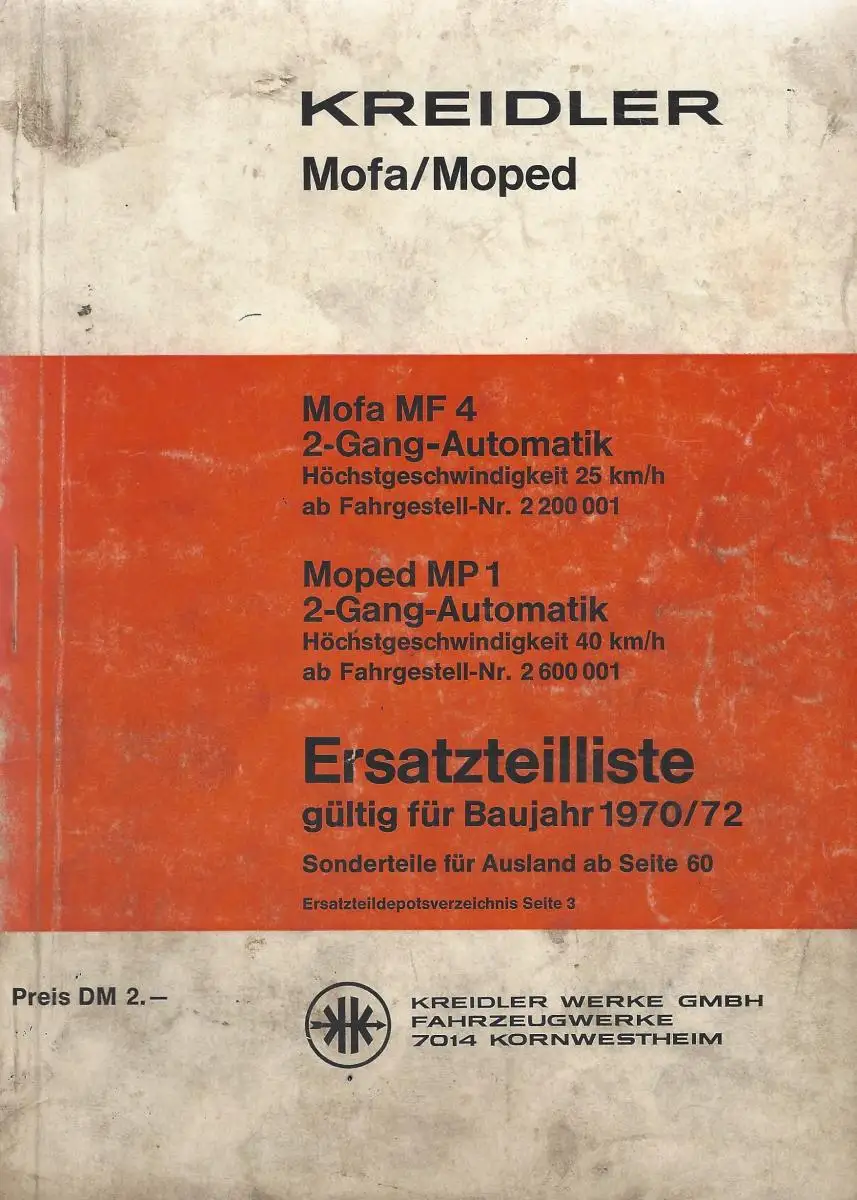 KREIDLER
Mofa/Moped
Mofa MF 4
2-Gang-Automatik
Höchstgeschwindigkeit 25 km/h
ab Fahrgestell-Nr. 2 200 001
Moped MP 1
2-Gang-Automatik
Höchstgeschwindigkeit 40 km/h
ab Fahrgestell-Nr. 2 600 001
Ersatzteilliste
gültig für Baujahr 1970/72
Sonderteile für Ausland ab Seite 60
Ersatzteildepotsverzeichnis Seite 3
Preis DM 2.—
KREIDLER WERKE GMBH
FAHRZEUGWERKE
7014 KORNWESTHEIM